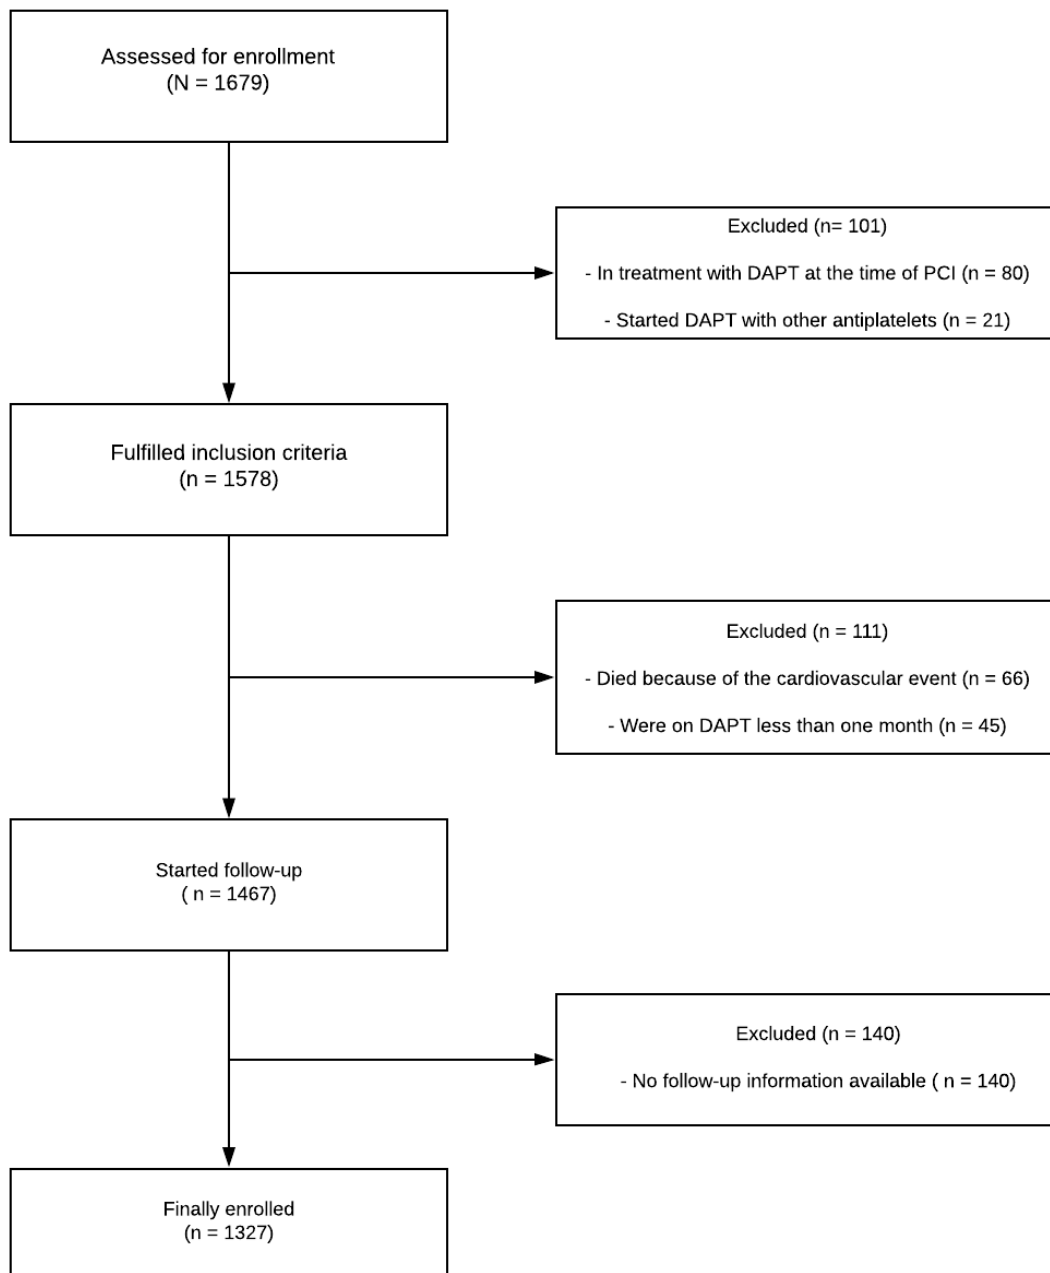 Assessed for enrollment
(N = 1679)
Excluded (n= 101)
- In treatment with DAPT at the time of PCI (n = 80)
- Started DAPT with other antiplatelets (n = 21)
Fulfilled inclusion criteria
(n = 1578)
Excluded (n = 111)
- Died because of the cardiovascular event (n = 66)
- Were on DAPT less than one month (n = 45)
Started follow-up
( n = 1467)
Excluded (n = 140)
- No follow-up information available ( n = 140)
Finally enrolled
(n = 1327)